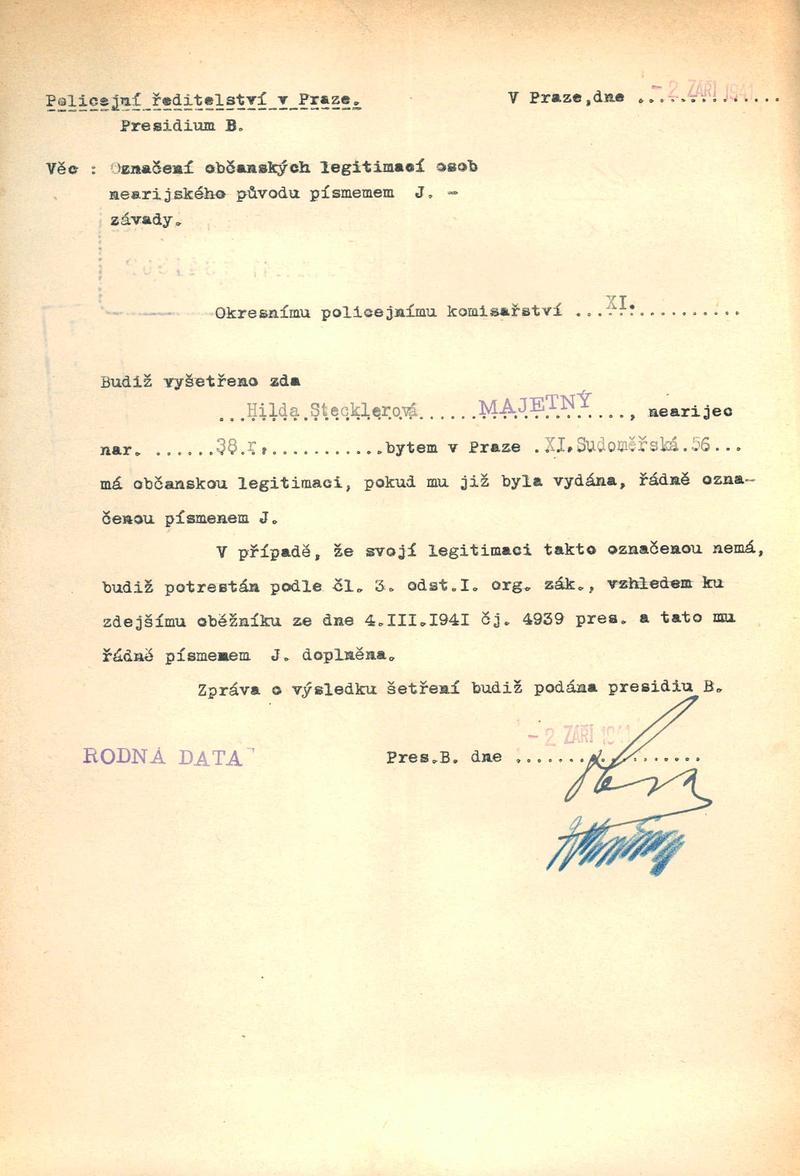 Policejní ředitelství v Praze. V Praze, dne - 2 ZÁŘÍ 1941
Presidium B.
Věc : Označení občanských legitimací osob
nearijského původu písmemem J. -
závady.
Okresnímu policejnímu komisařství ...XI............
Budiž vyšetřeno zda
...Hilda Stecklerová......MAJETNÝ....., nearijec
nar. ......38.r.,...........bytem v Praze .XI,Sudoměřská.56...
má občanskou legitimaci, pokud mu již byla vydána, řádně ozna-
čenou písmenem J.
V případě, že svojí legitimaci takto označenou nemá,
budiž potrestán podle čl. 3. odst.I. org. zák., vzhledem ku
zdejšímu oběžníku ze dne 4.III.1941 čj. 4939 pres. a tato mu
řádně písmenem J. doplněna.
Zpráva o výsledku šetření budiž podána presidiu B.
RODNÁ DATA Pres.B. dne - 2 ZÁŘÍ 1941